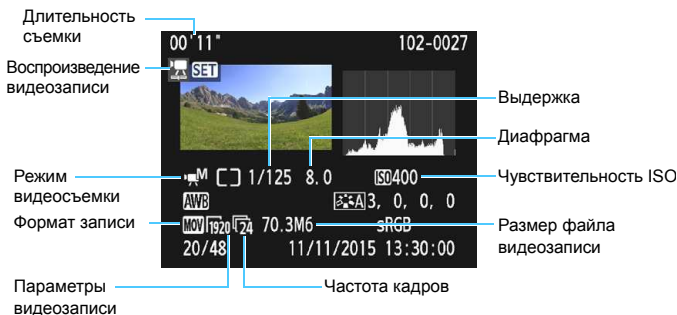 Длительность
съемки
00'11" 102-0027
Воспроизведение
видеозаписи
SET
Выдержка
Диафрагма
Режим
видеосъемки
M 1/125 8.0 ISO400
Чувствительность ISO
AWB A 3, 0, 0, 0
Формат записи
MOV 1920 24 70.3M6 sRGB
Размер файла
видеозаписи
20/48 11/11/2015 13:30:00
Параметры
видеозаписи
Частота кадров